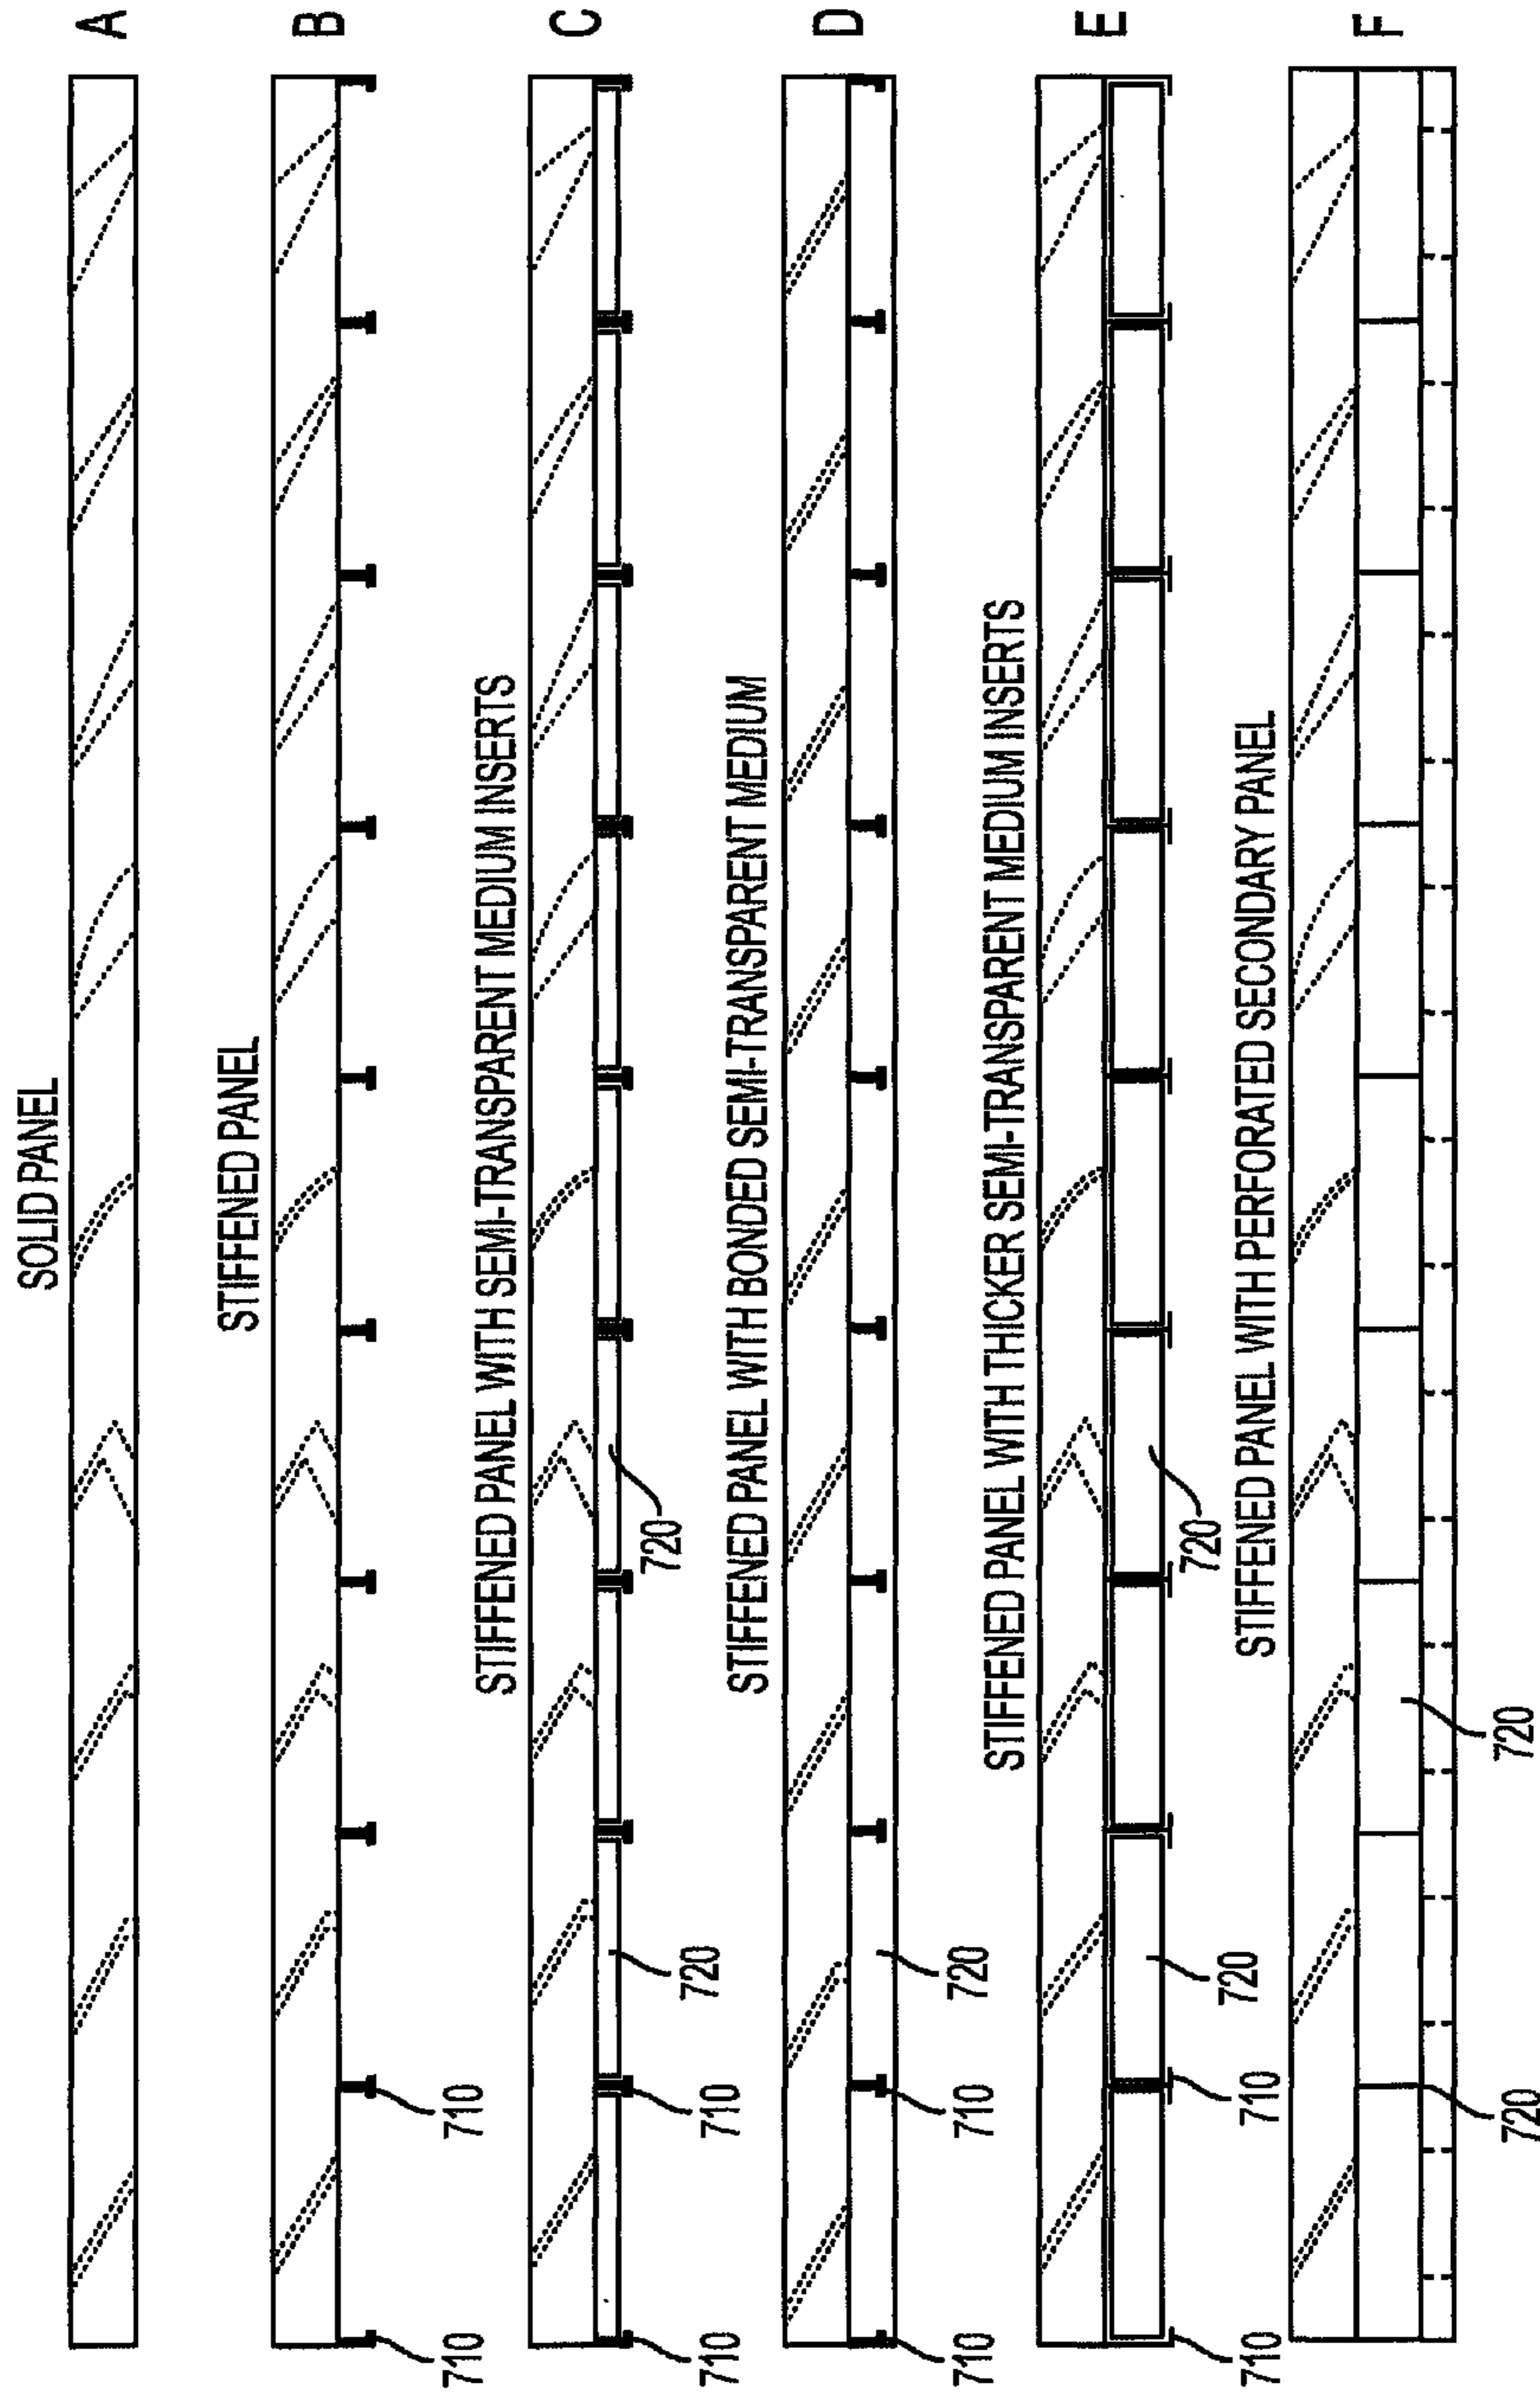 SOLID PANEL
A
STIFFENED PANEL
B
710
710
STIFFENED PANEL WITH SEMI-TRANSPARENT MEDIUM INSERTS
C
710
710
720
720
STIFFENED PANEL WITH BONDED SEMI-TRANSPARENT MEDIUM
D
710
710
720
STIFFENED PANEL WITH THICKER SEMI-TRANSPARENT MEDIUM INSERTS
E
710
710
720
720
STIFFENED PANEL WITH PERFORATED SECONDARY PANEL
F
720
720